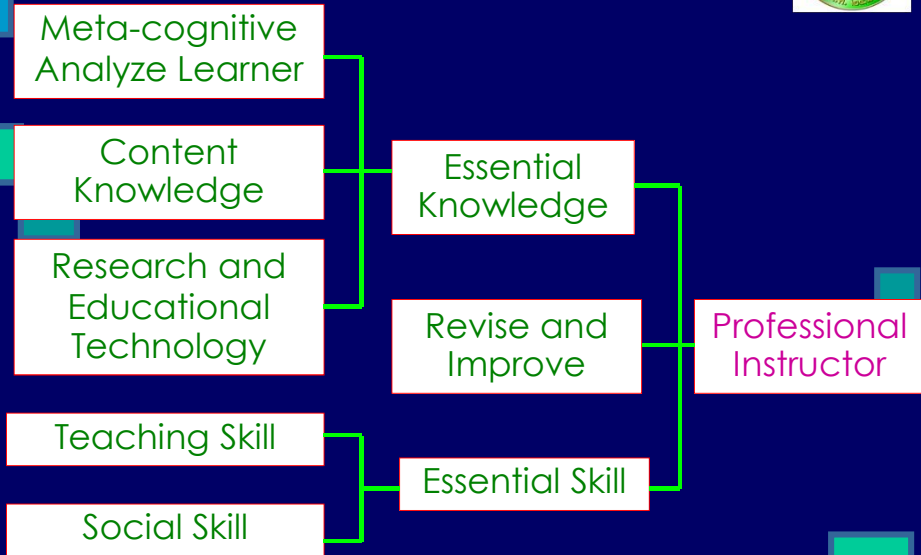 Meta-cognitive
Analyze Learner
Content
Knowledge
Research and
Educational
Technology
Teaching Skill
Social Skill
Essential
Knowledge
Revise and
Improve
Essential Skill
Professional
Instructor